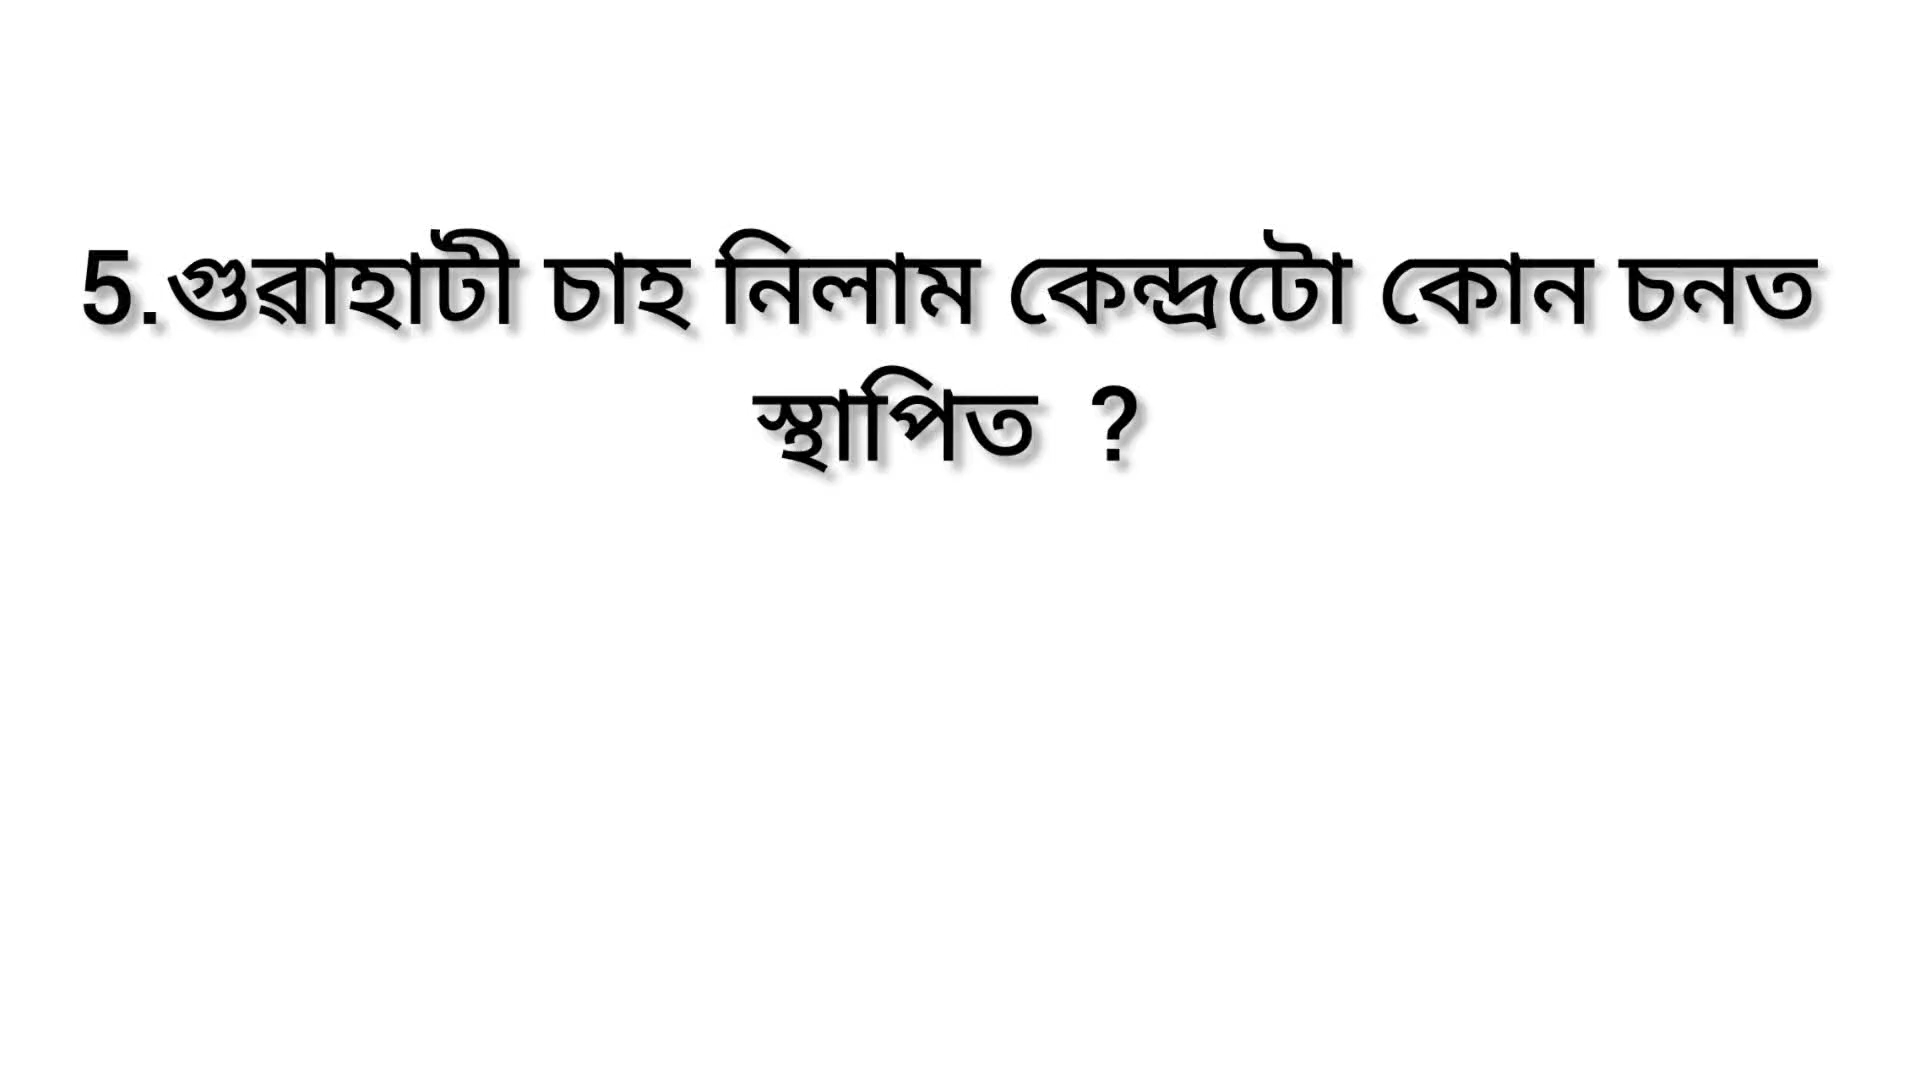 5.গুৱাহাটী চাহ নিলাম কেন্দ্ৰটো কোন চনত
স্থাপিত ?